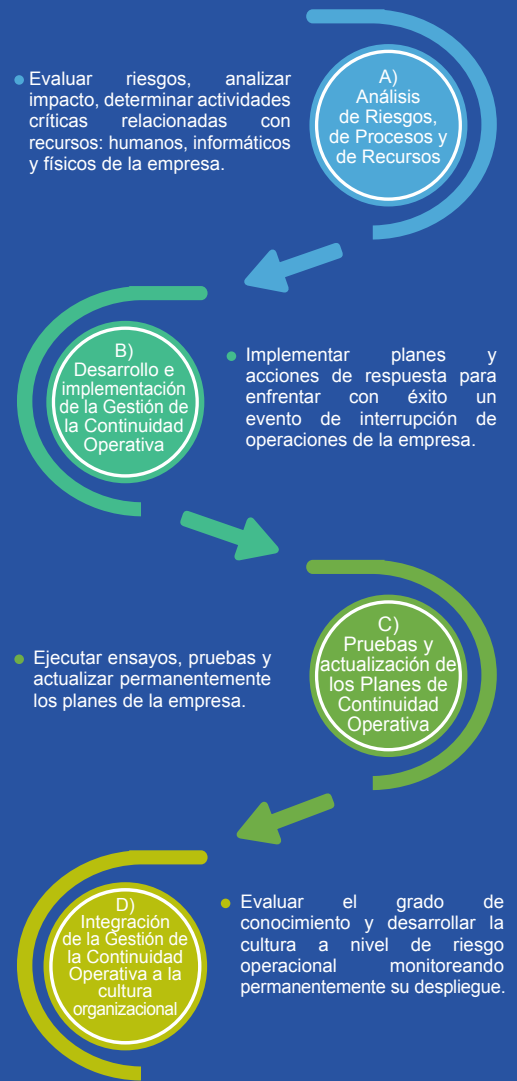 Evaluar riesgos, analizar
impacto, determinar actividades
críticas relacionadas con
recursos: humanos, informáticos
y físicos de la empresa.
A)
Análisis
de Riesgos,
de Procesos y
de Recursos
B)
Desarrollo e
implementación
de la Gestión de
la Continuidad
Operativa
Implementar planes y
acciones de respuesta para
enfrentar con éxito un
evento de interrupción de
operaciones de la empresa.
Ejecutar ensayos, pruebas y
actualizar permanentemente
los planes de la empresa.
C)
Pruebas y
actualización de
los Planes de
Continuidad
Operativa
D)
Integración
de la Gestión de
la Continuidad
Operativa a la
cultura
organizacional
Evaluar el grado de
conocimiento y desarrollar la
cultura a nivel de riesgo
operacional monitoreando
permanentemente su despliegue.